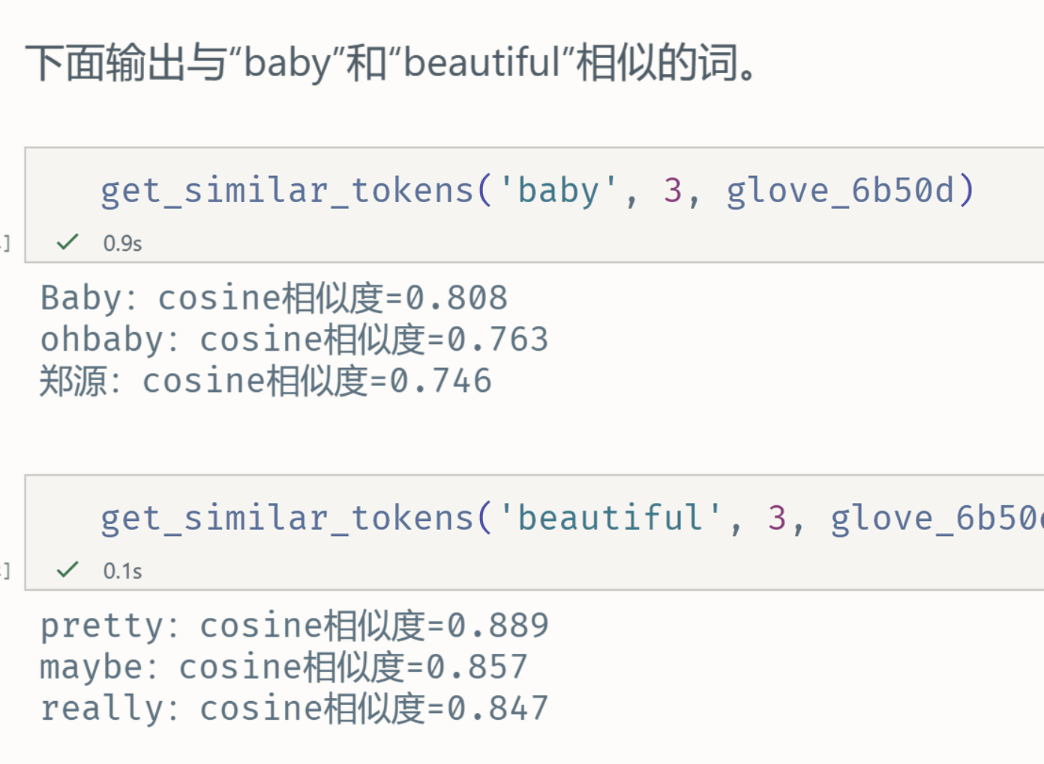 下面输出与“baby”和“beautiful”相似的词。
get_similar_tokens('baby', 3, glove_6b50d)
]
0.9s
Baby: cosine相似度=0.808
ohbaby: cosine相似度=0.763
郑源: cosine相似度=0.746
get_similar_tokens('beautiful', 3, glove_6b50
]
0.1s
pretty: cosine相似度=0.889
maybe: cosine相似度=0.857
really: cosine相似度=0.847